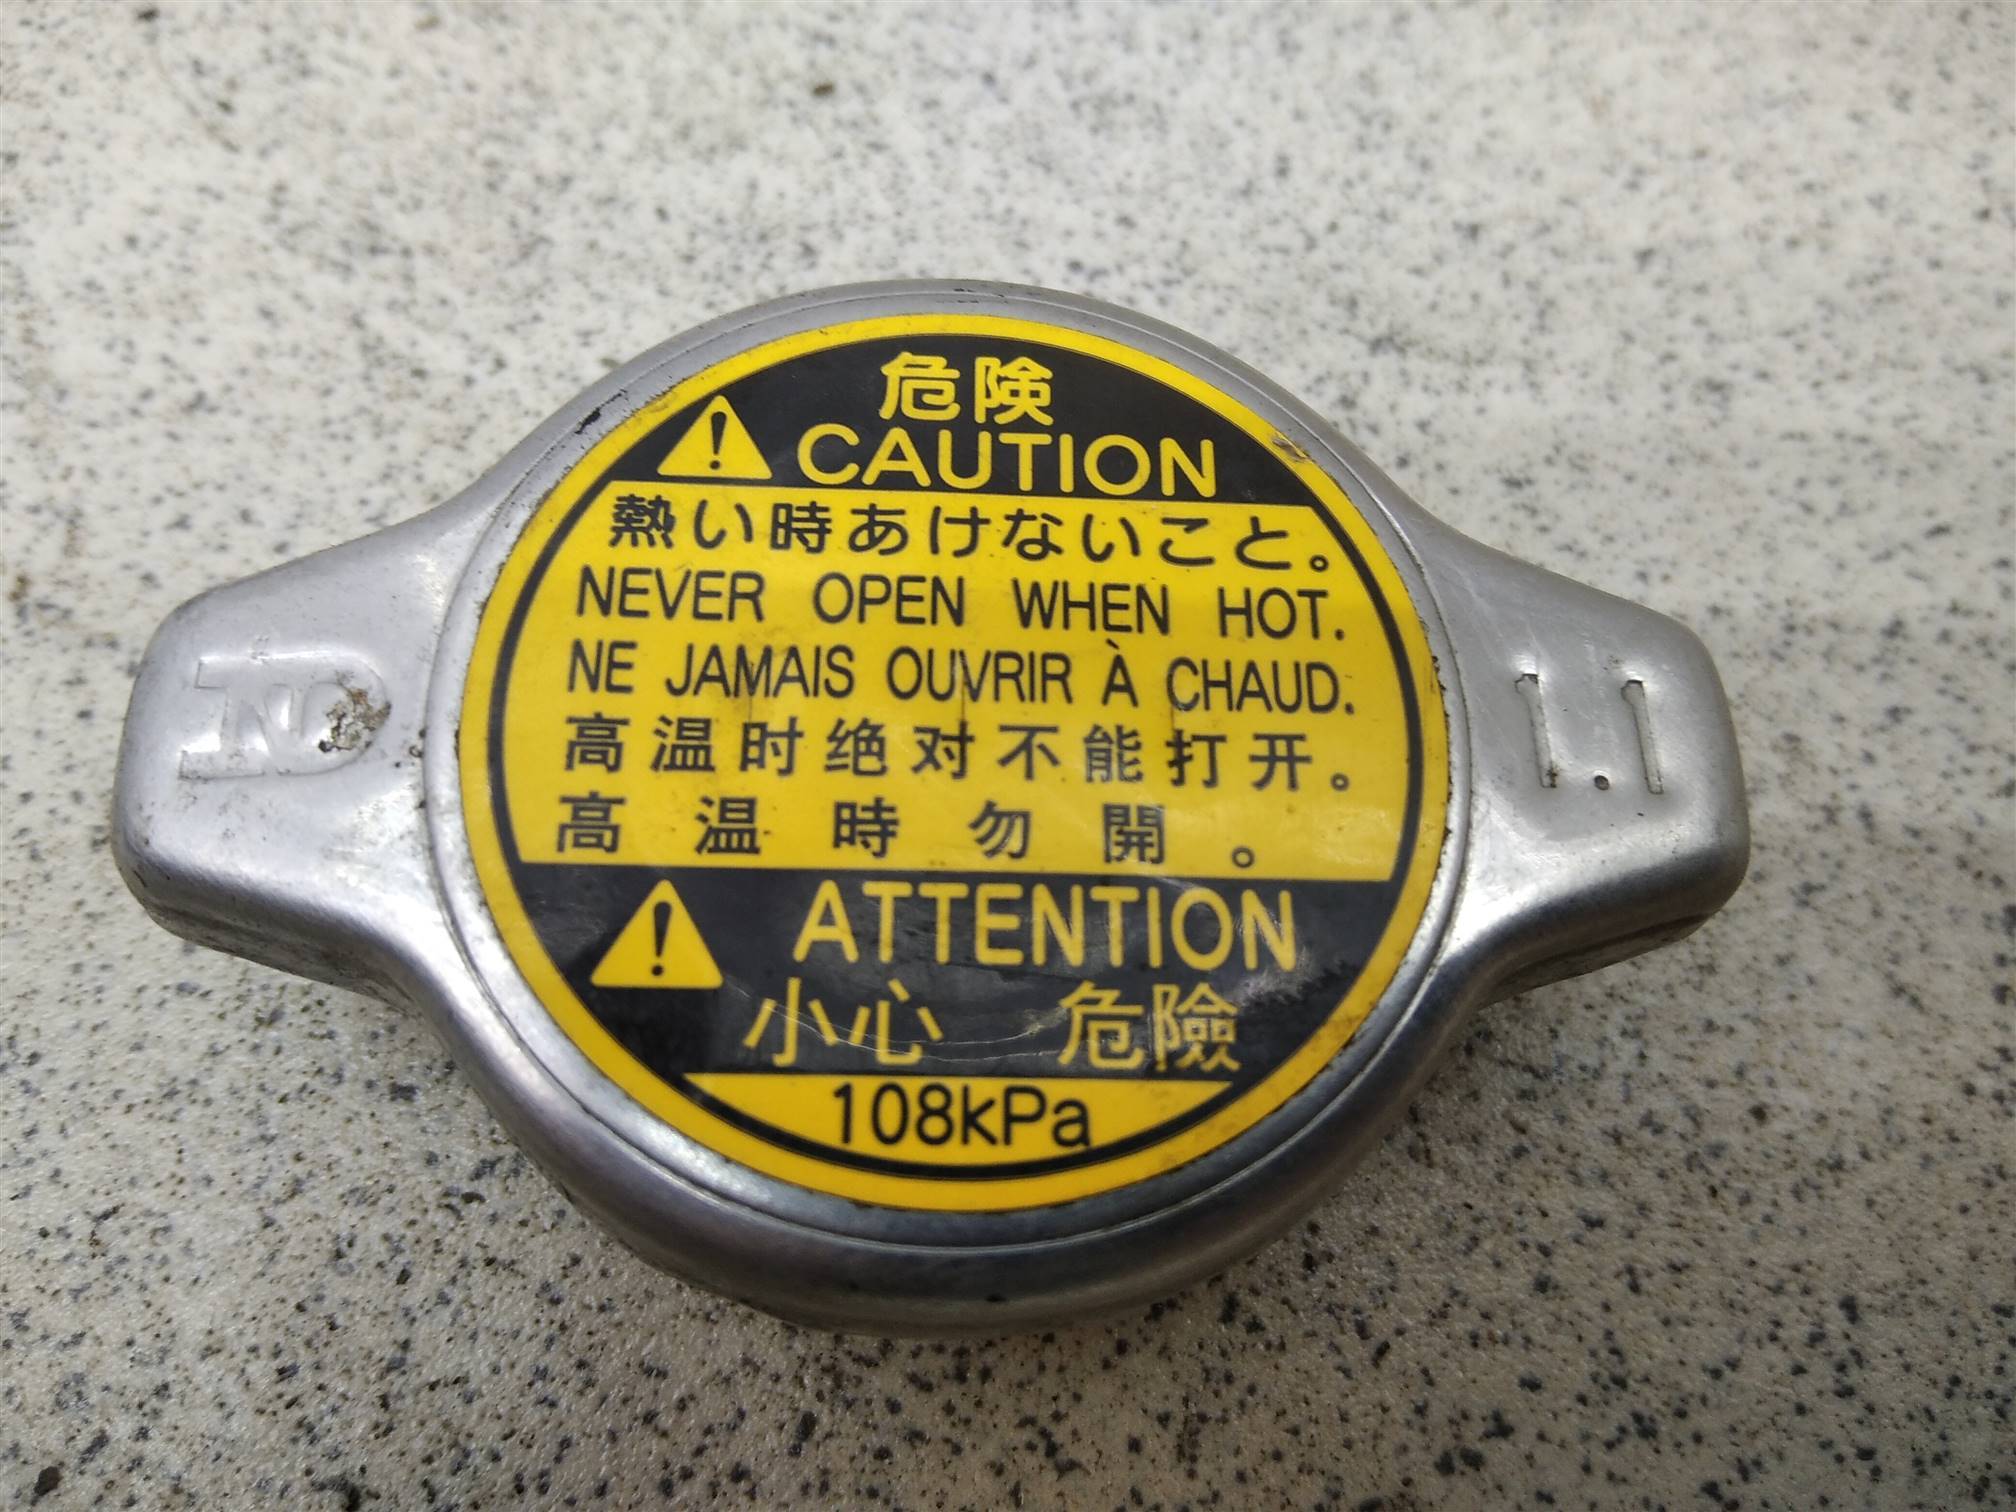 危険
CAUTION
熱い時あけないこと。
NEVER OPEN WHEN HOT.
NE JAMAIS OUVRIR À CHAUD.
高温时绝对不能打开。
高温時勿開。
ATTENTION
小心 危險
108kPa
ND
1.1